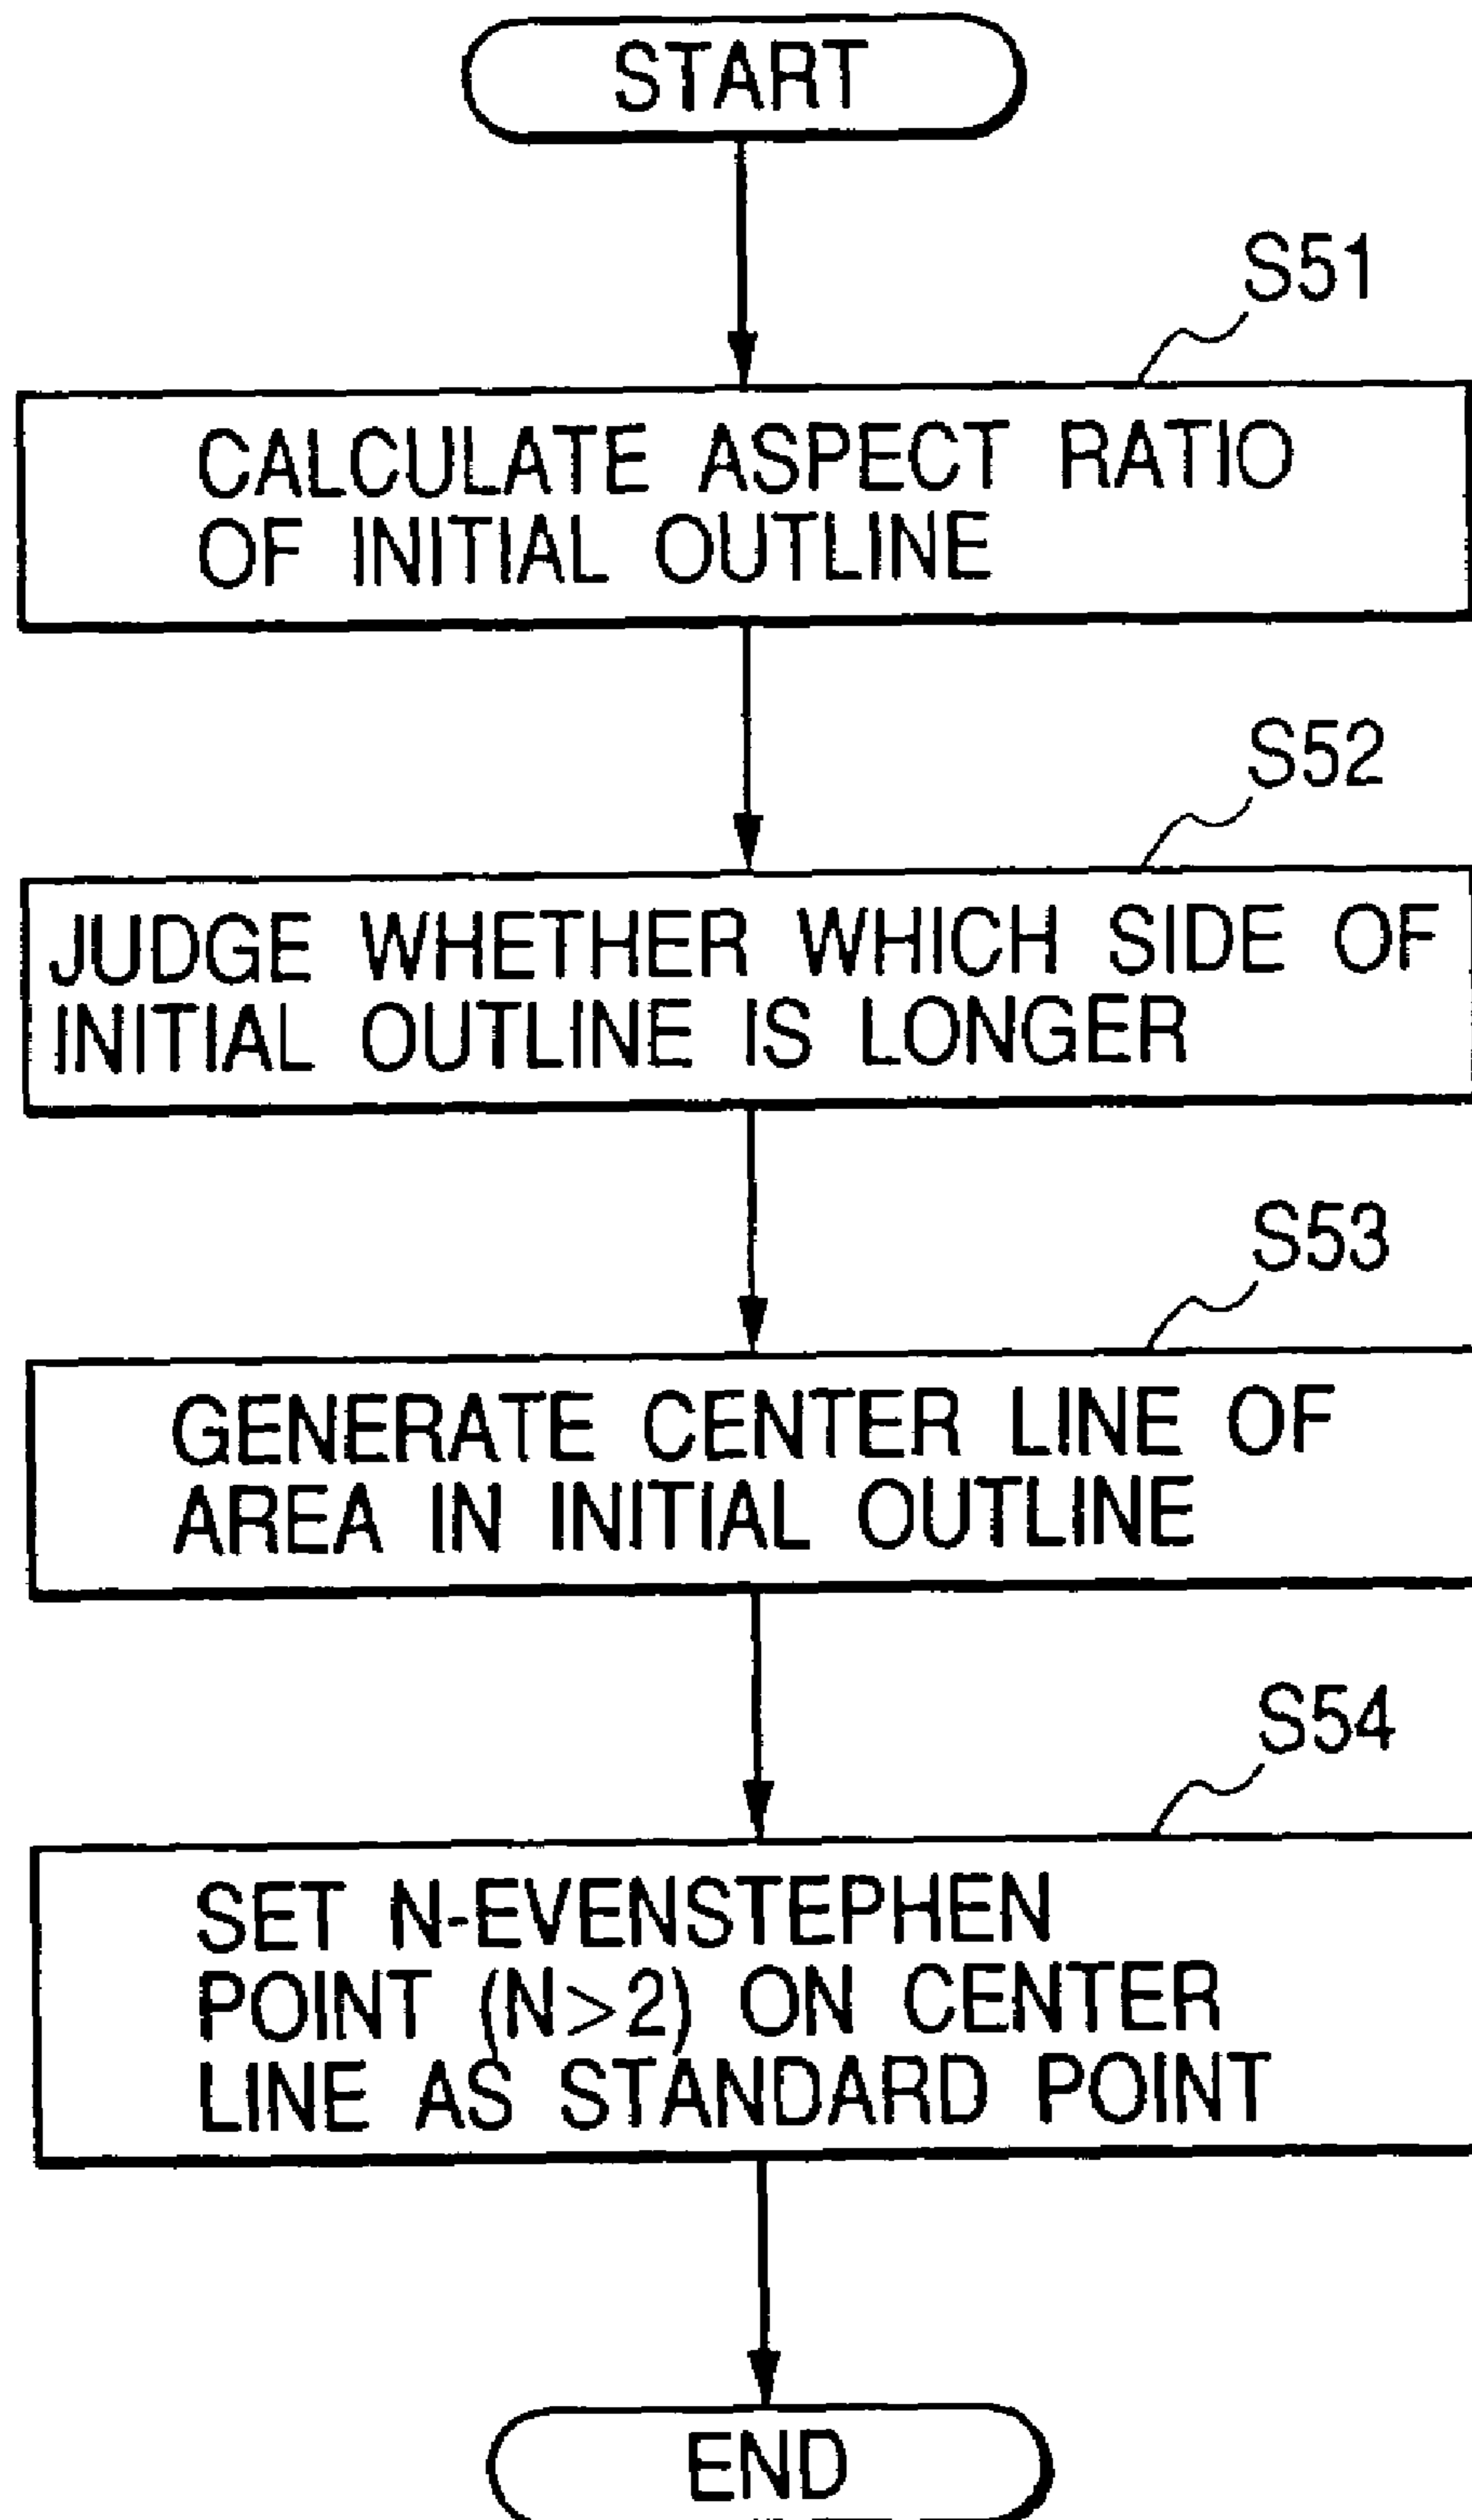 START
S51
CALCULATE ASPECT RATIO
OF INITIAL OUTLINE
S52
JUDGE WHETHER WHICH SIDE OF
INITIAL OUTLINE IS LONGER
S53
GENERATE CENTER LINE OF
AREA IN INITIAL OUTLINE
S54
SET N-EVENSTEPHEN
POINT (N>2) ON CENTER
LINE AS STANDARD POINT
END